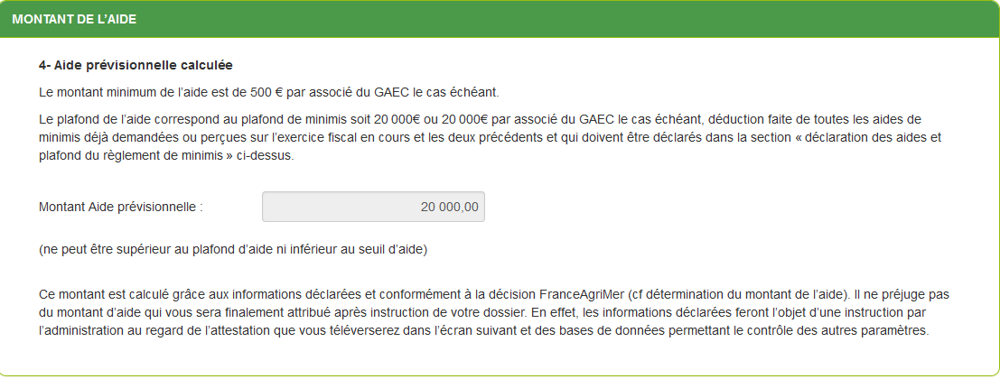 MONTANT DE L’AIDE
4- Aide prévisionnelle calculée
Le montant minimum de l’aide est de 500 € par associé du GAEC le cas échéant.
Le plafond de l’aide correspond au plafond de minimis soit 20 000€ ou 20 000€ par associé du GAEC le cas échéant, déduction faite de toutes les aides de
minimis déjà demandées ou perçues sur l’exercice fiscal en cours et les deux précédents et qui doivent être déclarés dans la section « déclaration des aides et
plafond du règlement de minimis » ci-dessus.
Montant Aide prévisionnelle : 20 000,00
(ne peut être supérieur au plafond d’aide ni inférieur au seuil d’aide)
Ce montant est calculé grâce aux informations déclarées et conformément à la décision FranceAgriMer (cf détermination du montant de l’aide). Il ne préjuge pas
du montant d’aide qui vous sera finalement attribué après instruction de votre dossier. En effet, les informations déclarées feront l’objet d’une instruction par
l’administration au regard de l’attestation que vous téléverserez dans l’écran suivant et des bases de données permettant le contrôle des autres paramètres.